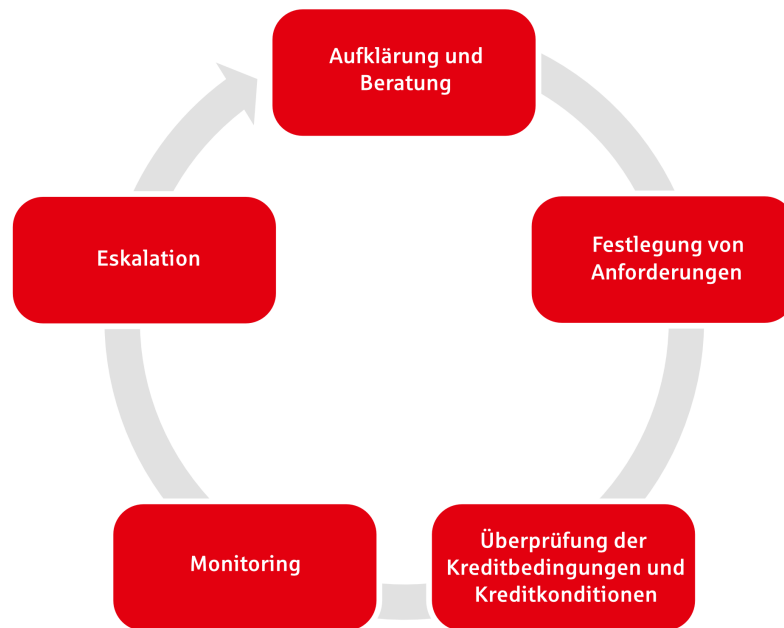 Aufklärung und
Beratung
Festlegung von
Anforderungen
Überprüfung der
Kreditbedingungen und
Kreditkonditionen
Monitoring
Eskalation